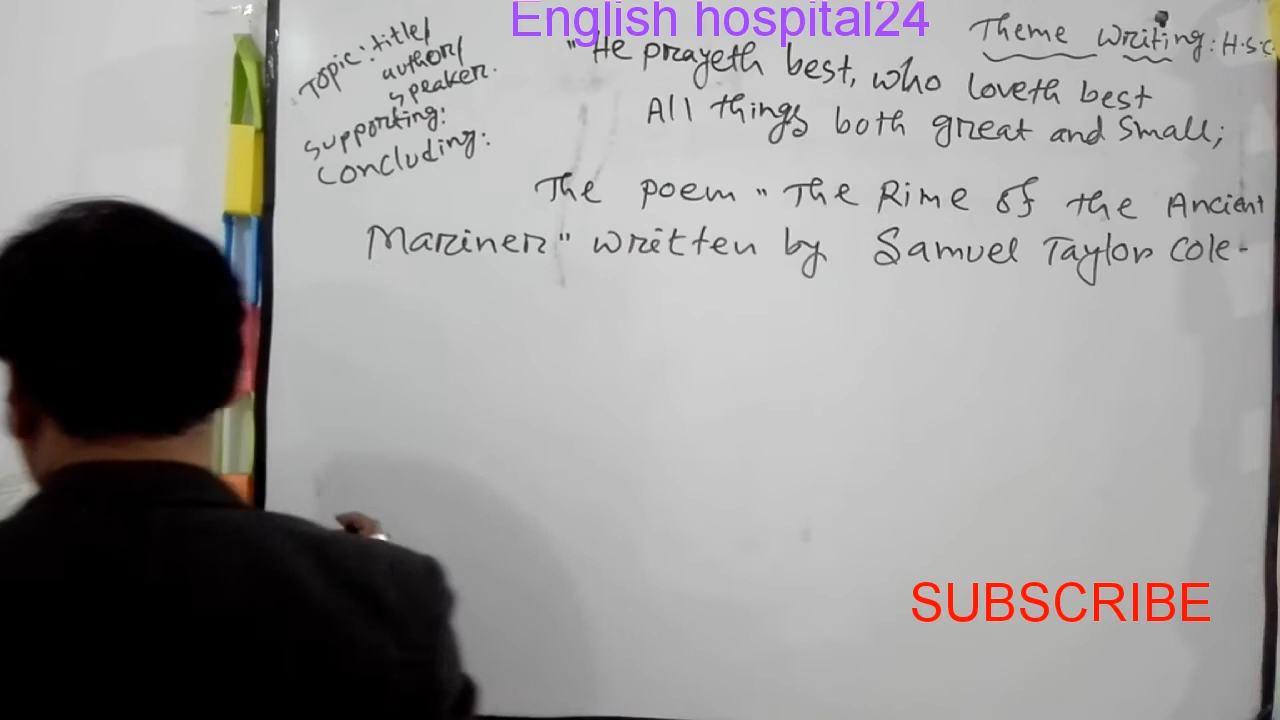 English hospital24
Theme writing: H.S.C
Topic: title/
author/
speaker.
supporting:
concluding:
"He prayeth best, who loveth best
All things both great and small;
The poem "The Rime of the Ancient
Mariner" written by Samuel Taylor Cole-
SUBSCRIBE